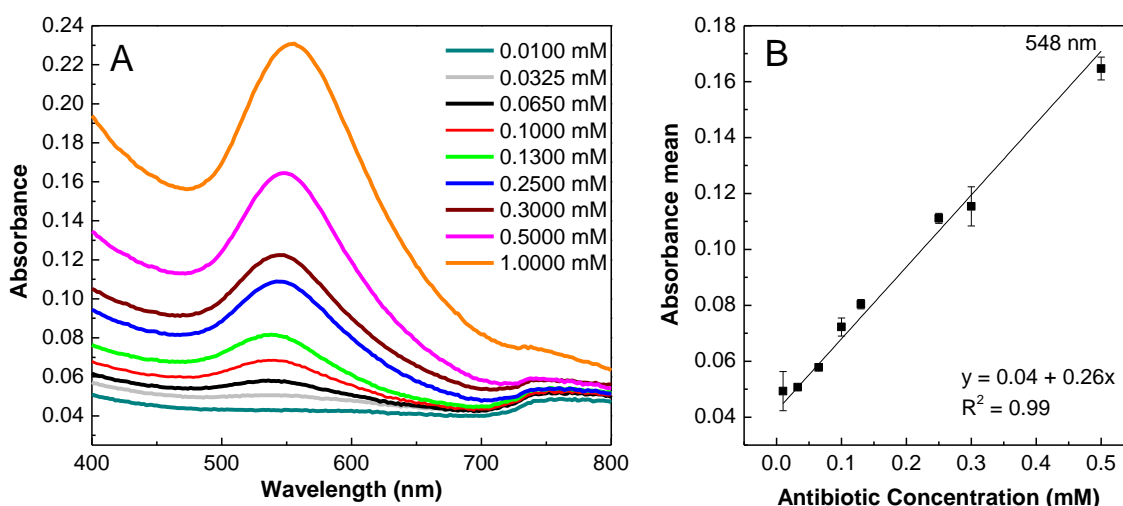 A
0.24
0.22
0.20
0.18
0.16
0.14
0.12
0.10
0.08
0.06
0.04
Absorbance
400
500
600
700
800
Wavelength (nm)
0.0100 mM
0.0325 mM
0.0650 mM
0.1000 mM
0.1300 mM
0.2500 mM
0.3000 mM
0.5000 mM
1.0000 mM
B
548 nm
0.18
0.16
0.14
0.12
0.10
0.08
0.06
0.04
Absorbance mean
y = 0.04 + 0.26x
R² = 0.99
0.0
0.1
0.2
0.3
0.4
0.5
Antibiotic Concentration (mM)